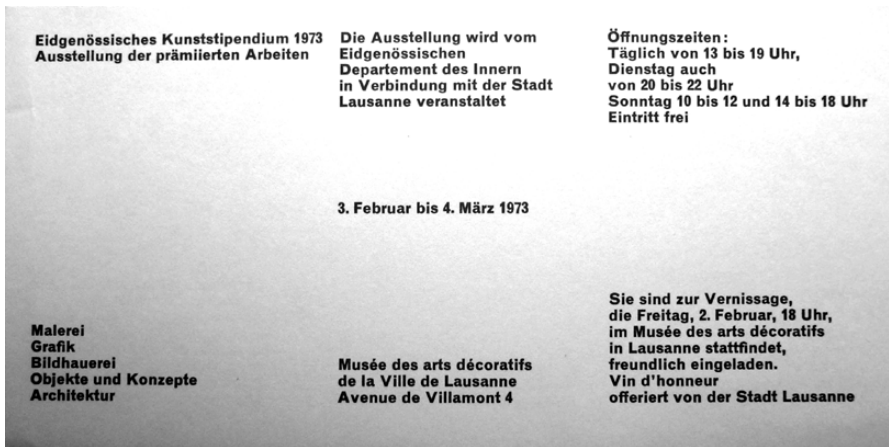 Eidgenössisches Kunststipendium 1973
Ausstellung der prämiierten Arbeiten
Die Ausstellung wird vom
Eidgenössischen
Departement des Innern
in Verbindung mit der Stadt
Lausanne veranstaltet
Öffnungszeiten:
Täglich von 13 bis 19 Uhr,
Dienstag auch
von 20 bis 22 Uhr
Sonntag 10 bis 12 und 14 bis 18 Uhr
Eintritt frei
3. Februar bis 4. März 1973
Malerei
Grafik
Bildhauerei
Objekte und Konzepte
Architektur
Musée des arts décoratifs
de la Ville de Lausanne
Avenue de Villamont 4
Sie sind zur Vernissage,
die Freitag, 2. Februar, 18 Uhr,
im Musée des arts décoratifs
in Lausanne stattfindet,
freundlich eingeladen.
Vin d'honneur
offeriert von der Stadt Lausanne